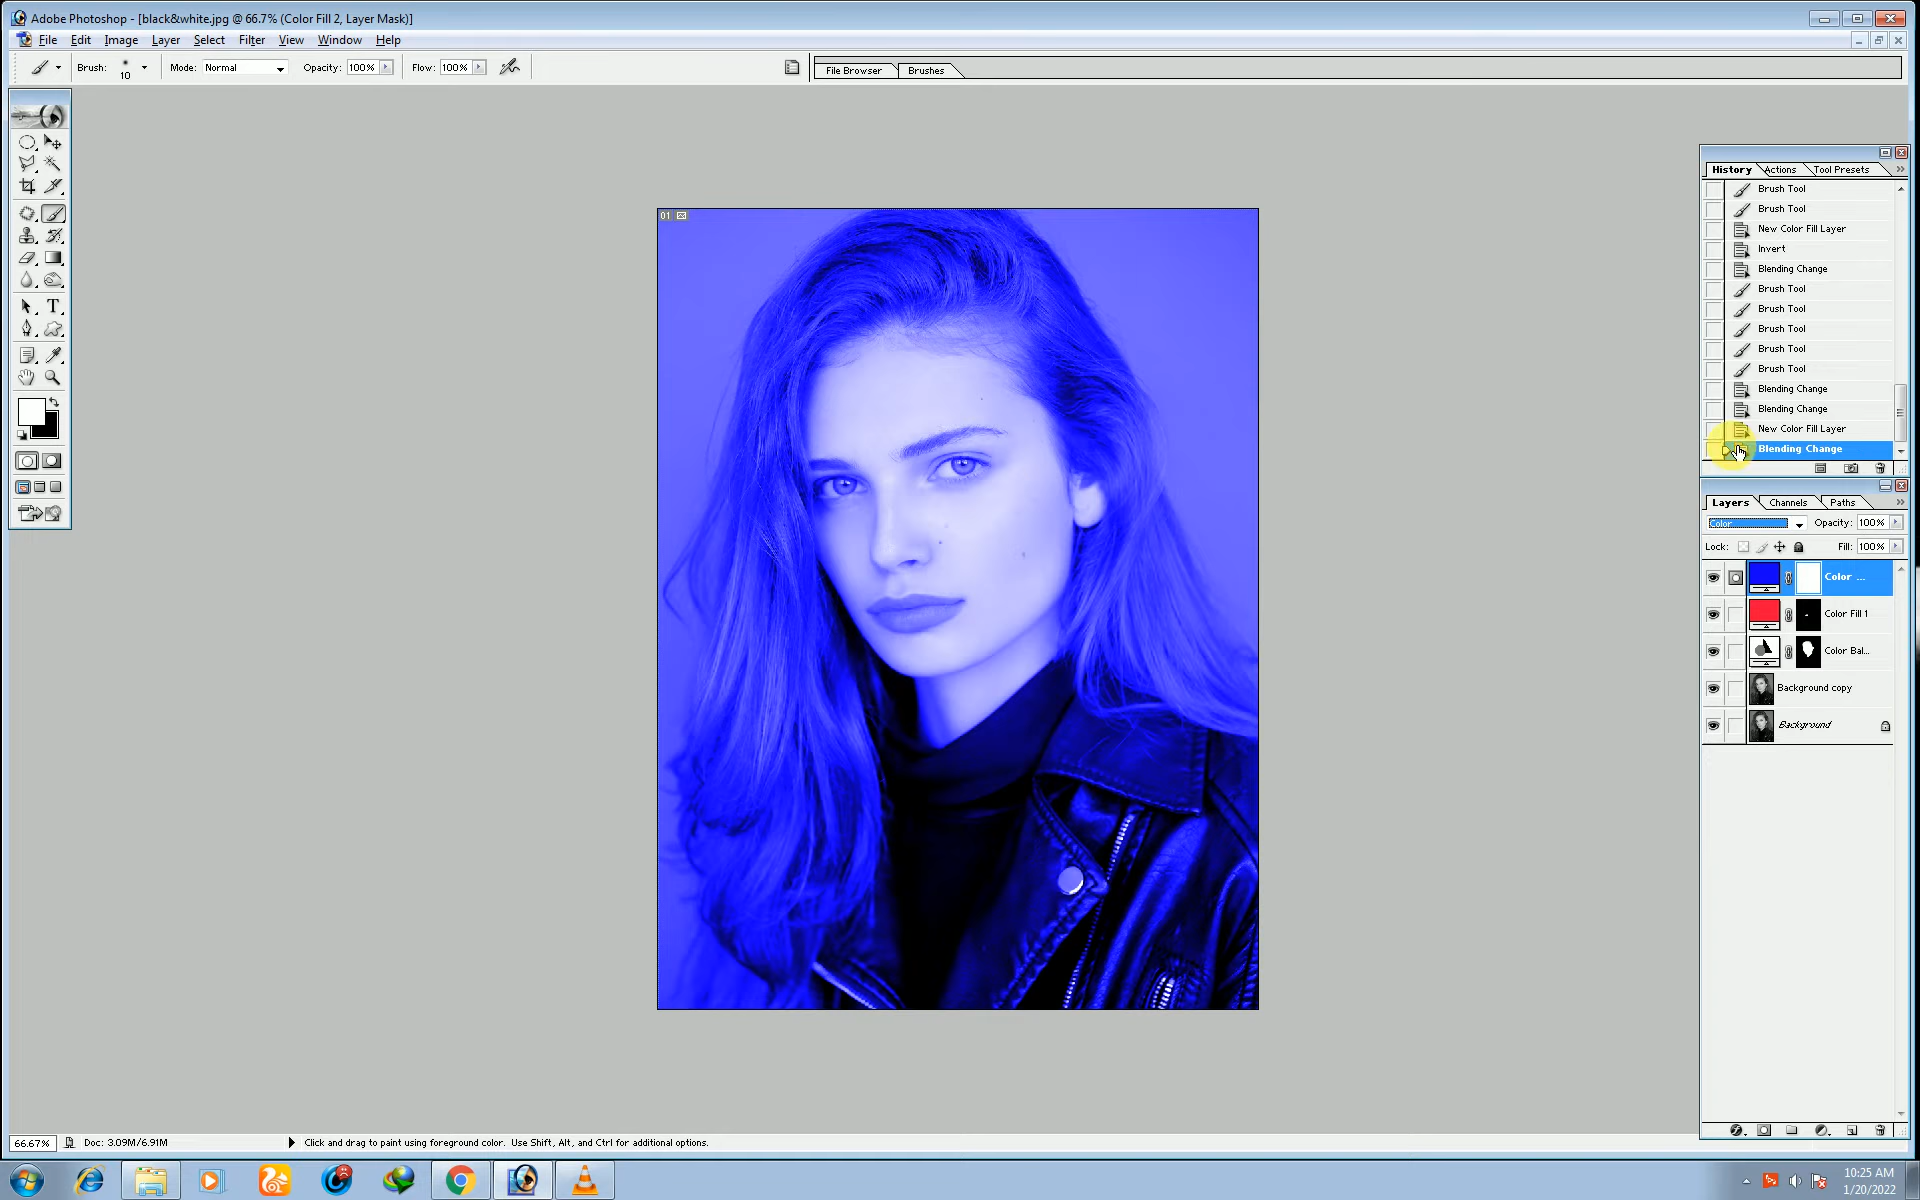 Adobe Photoshop - [black&white.jpg @ 66.7% (Color Fill 2, Layer Mask)]
File Edit Image Layer Select Filter View Window Help
Brush: 10 Mode: Normal Opacity: 100% Flow: 100% File Browser Brushes
01
History Actions Tool Presets
Brush Tool
Brush Tool
New Color Fill Layer
Invert
Blending Change
Brush Tool
Brush Tool
Brush Tool
Brush Tool
Brush Tool
Blending Change
Blending Change
New Color Fill Layer
Blending Change
Layers Channels Paths
Color Opacity: 100%
Lock: Fill: 100%
Color ...
Color Fill 1
Color Bal...
Background copy
Background
66.67% Doc: 3.09M/6.91M Click and drag to paint using foreground color. Use Shift, Alt, and Ctrl for additional options.
10:25 AM
1/20/2022